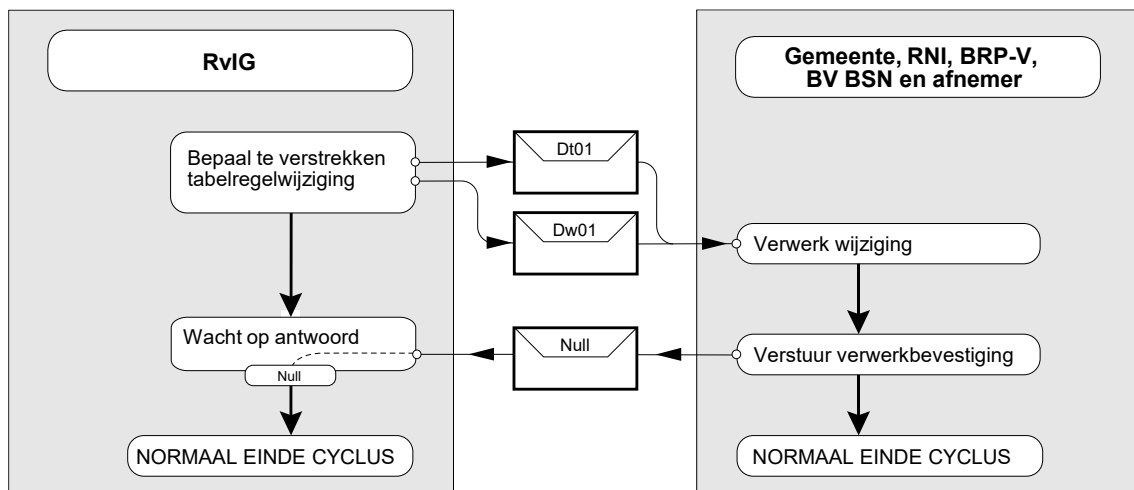 RvIG
Gemeente, RNI, BRP-V,
BV BSN en afnemer
Bepaal te verstrekken
tabelregelwijziging
Dt01
Dw01
Verwerk wijziging
Wacht op antwoord
Null
Null
Verstuur verwerkbevestiging
NORMAAL EINDE CYCLUS
NORMAAL EINDE CYCLUS